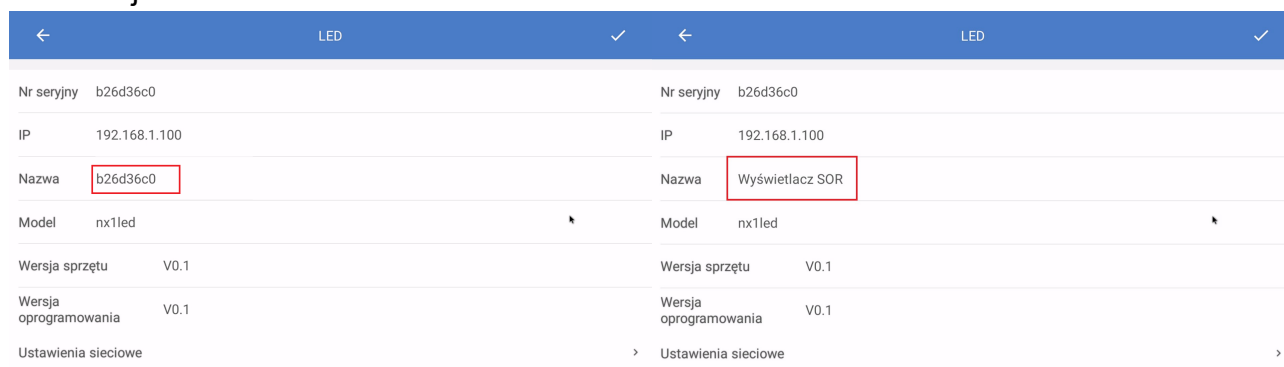 LED
Nr seryjny b26d36c0
IP 192.168.1.100
Nazwa b26d36c0
Model nx1led
Wersja sprzętu V0.1
Wersja oprogramowania V0.1
Ustawienia sieciowe
LED
Nr seryjny b26d36c0
IP 192.168.1.100
Nazwa Wyświetlacz SOR
Model nx1led
Wersja sprzętu V0.1
Wersja oprogramowania V0.1
Ustawienia sieciowe